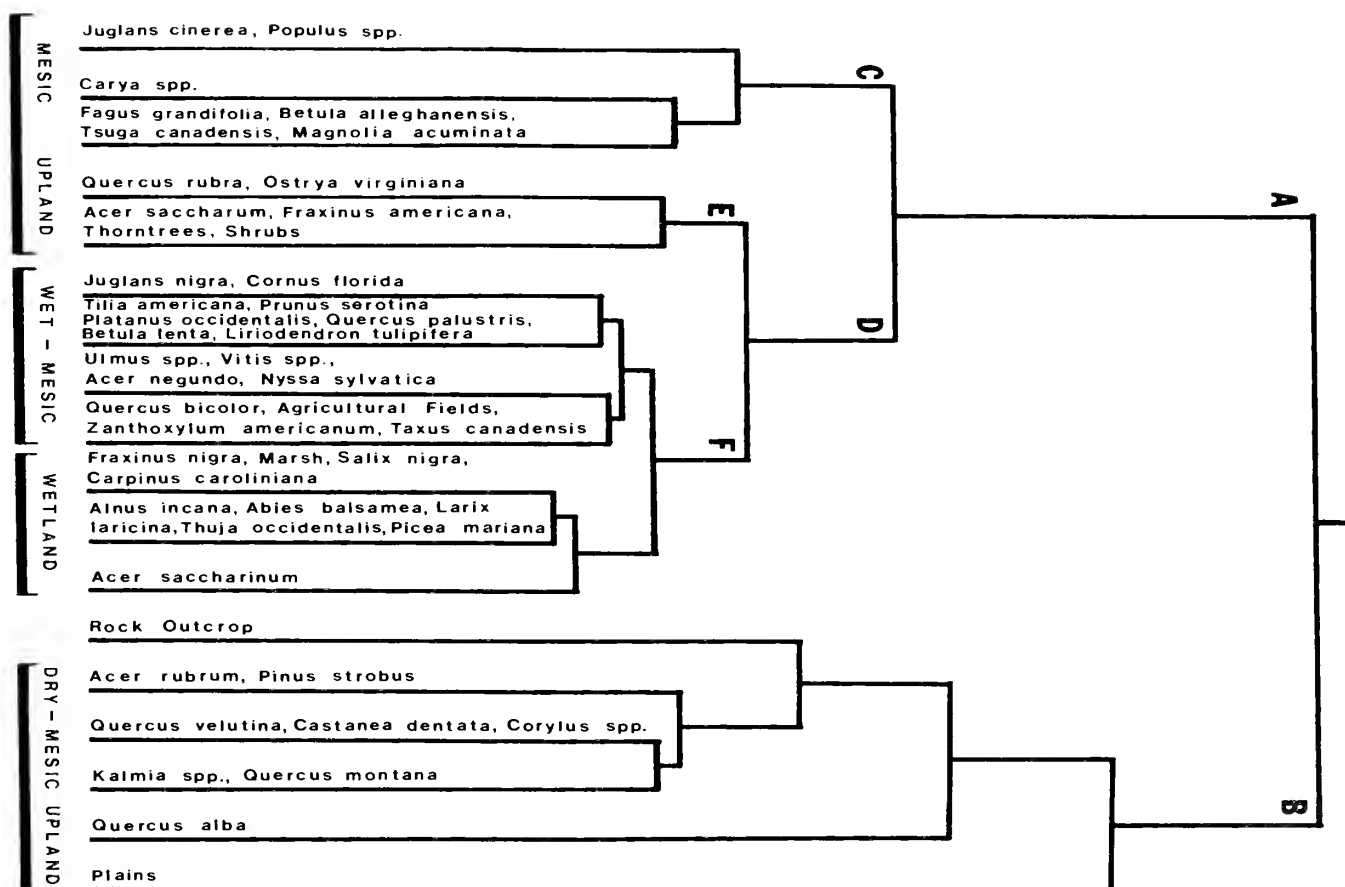 Juglans cinerea, Populus spp.
Carya spp.
Fagus grandifolia, Betula alleghanensis,
Tsuga canadensis, Magnolia acuminata
Quercus rubra, Ostrya virginiana
Acer saccharum, Fraxinus americana,
Thorntrees, Shrubs
Juglans nigra, Cornus florida
Tilia americana, Prunus serotina
Platanus occidentalis, Quercus palustris,
Betula lenta, Liriodendron tulipifera
Ulmus spp., Vitis spp.,
Acer negundo, Nyssa sylvatica
Quercus bicolor, Agricultural Fields,
Zanthoxylum americanum, Taxus canadensis
Fraxinus nigra, Marsh, Salix nigra,
Carpinus caroliniana
Alnus incana, Abies balsamea, Larix
laricina, Thuja occidentalis, Picea mariana
Acer saccharinum
Rock Outcrop
Acer rubrum, Pinus strobus
Quercus velutina, Castanea dentata, Corylus spp.
Kalmia spp., Quercus montana
Quercus alba
Plains
MESIC UPLAND
WET-MESIC
WETLAND
DRY-MESIC UPLAND
A
B
C
D
E
F